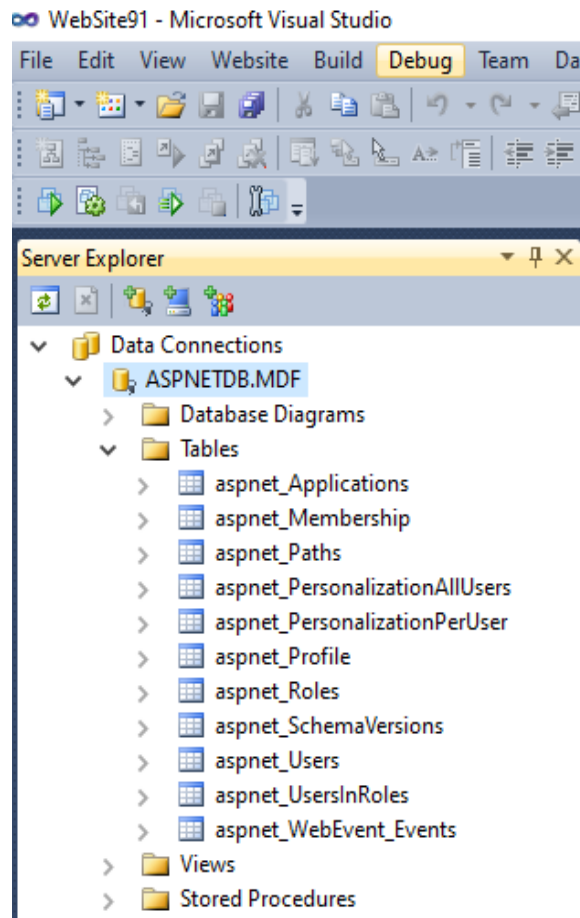 WebSite91 - Microsoft Visual Studio
File Edit View Website Build Debug Team Da
Server Explorer
Data Connections
ASPNETDB.MDF
Database Diagrams
Tables
aspnet_Applications
aspnet_Membership
aspnet_Paths
aspnet_PersonalizationAllUsers
aspnet_PersonalizationPerUser
aspnet_Profile
aspnet_Roles
aspnet_SchemaVersions
aspnet_Users
aspnet_UsersInRoles
aspnet_WebEvent_Events
Views
Stored Procedures